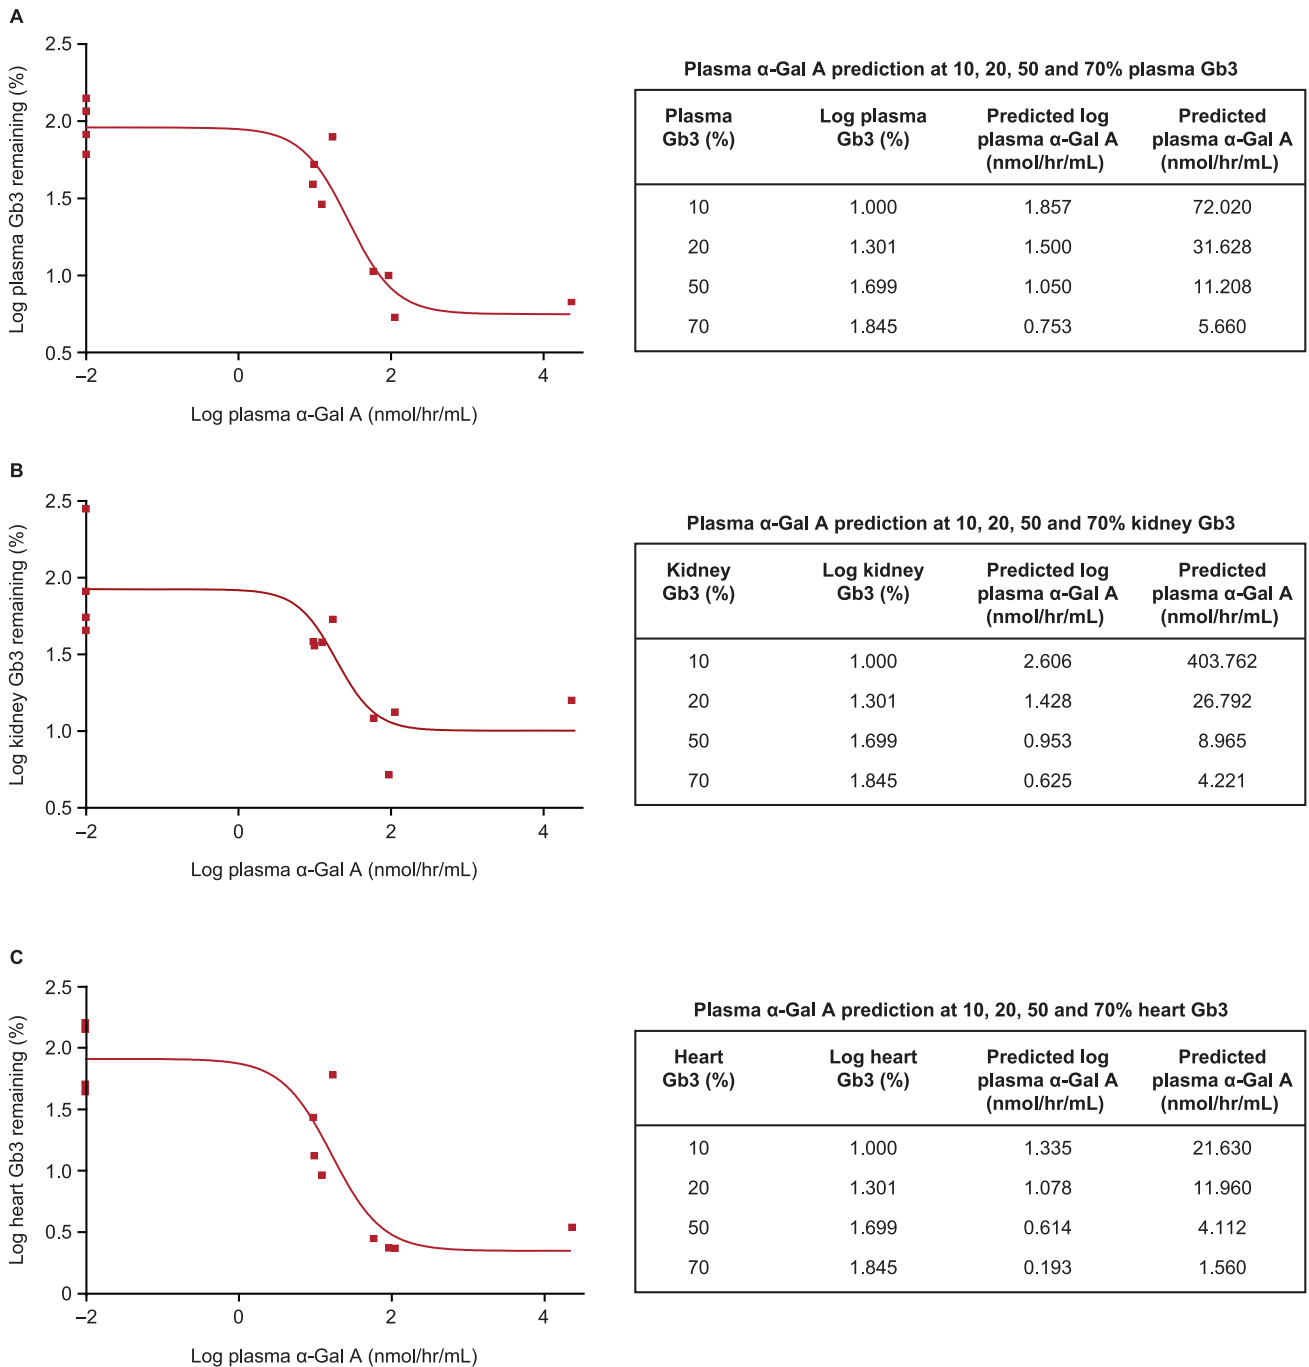 A
2.5
2.0
1.5
1.0
0.5
Log plasma Gb3 remaining (%)
–2 0 2 4
Log plasma α-Gal A (nmol/hr/mL)
Plasma α-Gal A prediction at 10, 20, 50 and 70% plasma Gb3
Plasma Log plasma Predicted log Predicted
Gb3 (%) Gb3 (%) plasma α-Gal A plasma α-Gal A
(nmol/hr/mL) (nmol/hr/mL)
10 1.000 1.857 72.020
20 1.301 1.500 31.628
50 1.699 1.050 11.208
70 1.845 0.753 5.660
B
2.5
2.0
1.5
1.0
0.5
Log kidney Gb3 remaining (%)
–2 0 2 4
Log plasma α-Gal A (nmol/hr/mL)
Plasma α-Gal A prediction at 10, 20, 50 and 70% kidney Gb3
Kidney Log kidney Predicted log Predicted
Gb3 (%) Gb3 (%) plasma α-Gal A plasma α-Gal A
(nmol/hr/mL) (nmol/hr/mL)
10 1.000 2.606 403.762
20 1.301 1.428 26.792
50 1.699 0.953 8.965
70 1.845 0.625 4.221
C
2.5
2.0
1.5
1.0
0.5
0
Log heart Gb3 remaining (%)
–2 0 2 4
Log plasma α-Gal A (nmol/hr/mL)
Plasma α-Gal A prediction at 10, 20, 50 and 70% heart Gb3
Heart Log heart Predicted log Predicted
Gb3 (%) Gb3 (%) plasma α-Gal A plasma α-Gal A
(nmol/hr/mL) (nmol/hr/mL)
10 1.000 1.335 21.630
20 1.301 1.078 11.960
50 1.699 0.614 4.112
70 1.845 0.193 1.560